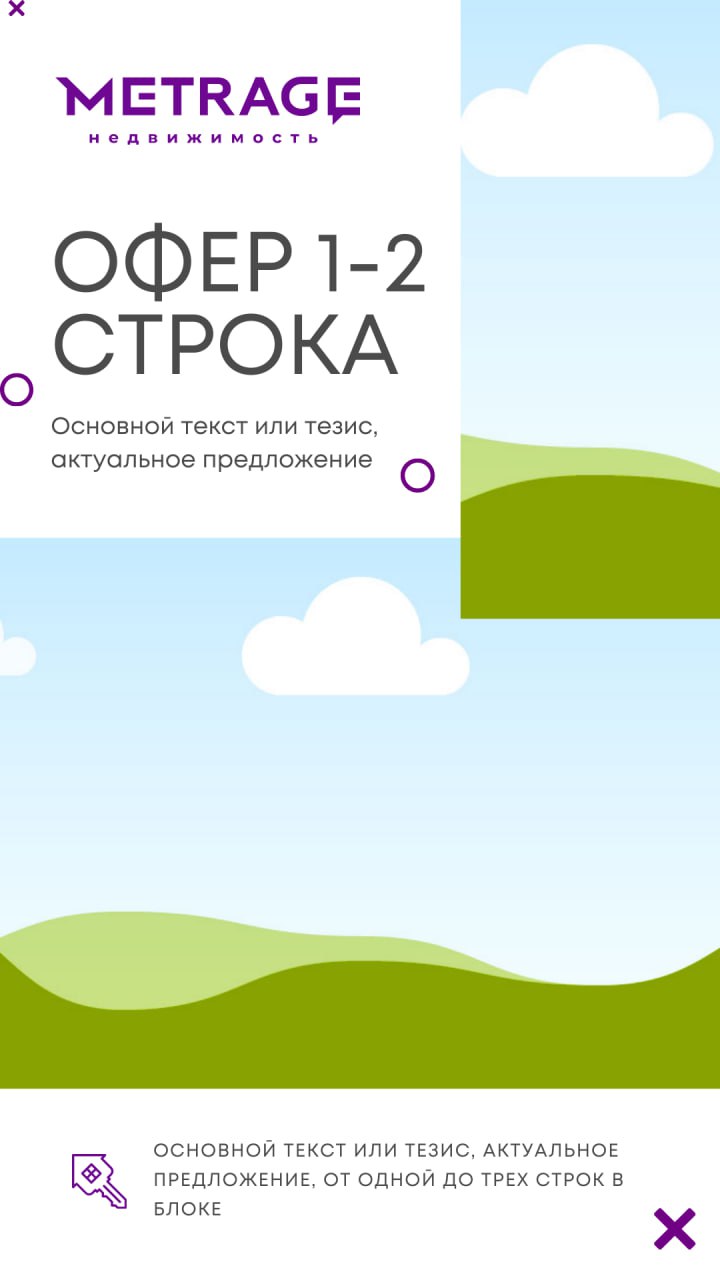 METRAGE
недвижимость
ОФЕР 1-2
СТРОКА
Основной текст или тезис,
актуальное предложение
ОСНОВНОЙ ТЕКСТ ИЛИ ТЕЗИС, АКТУАЛЬНОЕ
ПРЕДЛОЖЕНИЕ, ОТ ОДНОЙ ДО ТРЕХ СТРОК В
БЛОКЕ